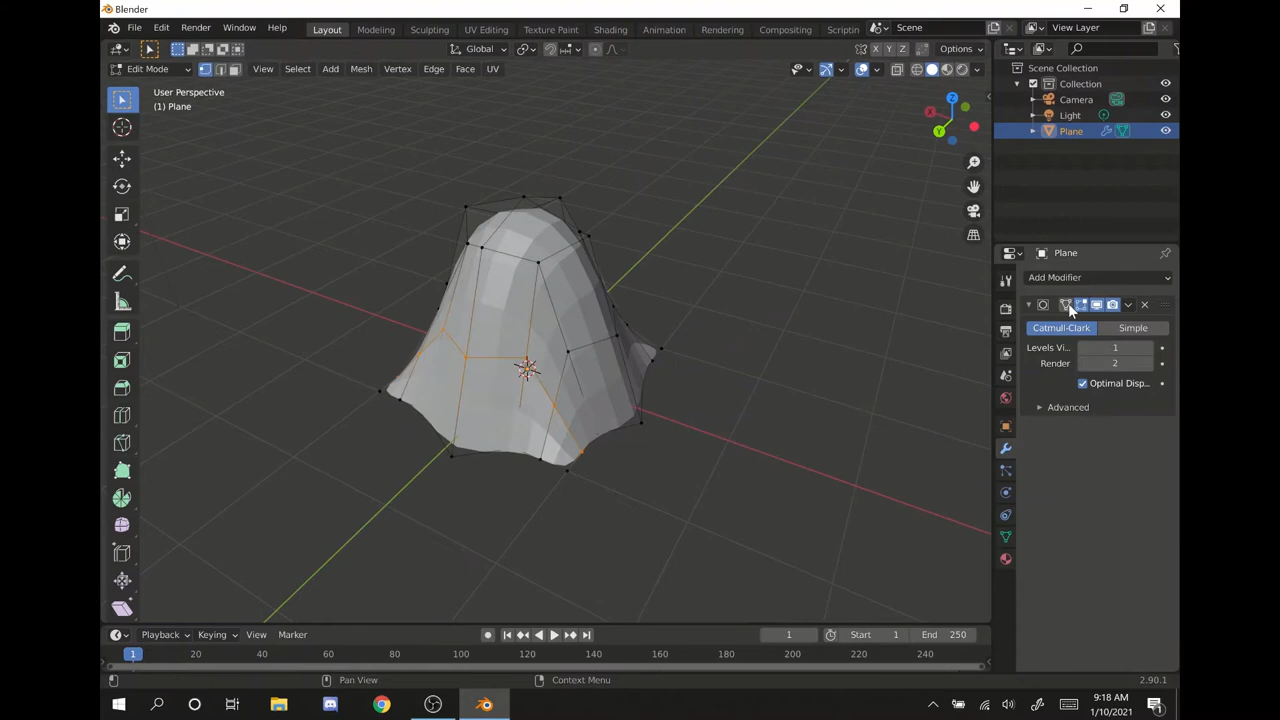 Blender
File Edit Render Window Help Layout Modeling Sculpting UV Editing Texture Paint Shading Animation Rendering Compositing Scriptin Scene View Layer
Global Options X Y Z
Edit Mode View Select Add Mesh Vertex Edge Face UV
User Perspective
(1) Plane
Z
X
Y
Scene Collection
Collection
Camera
Light
Plane
Plane
Add Modifier
Catmull-Clark Simple
Levels Vi... 1
Render 2
Optimal Disp...
Advanced
Playback Keying View Marker 1 Start 1 End 250
1 20 40 60 80 100 120 140 160 180 200 220 240
Pan View Context Menu 2.90.1
9:18 AM
1/10/2021
1